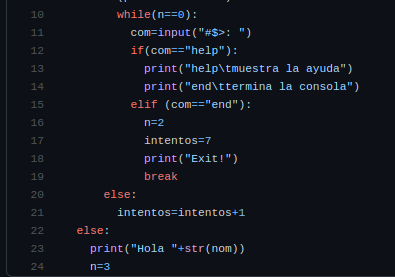 10 while(n==0):
11 com=input("#$>: ")
12 if(com=="help"):
13 print("help\tmuestra la ayuda")
14 print("end\ttermina la consola")
15 elif (com=="end"):
16 n=2
17 intentos=7
18 print("Exit!")
19 break
20 else:
21 intentos=intentos+1
22 else:
23 print("Hola "+str(nom))
24 n=3